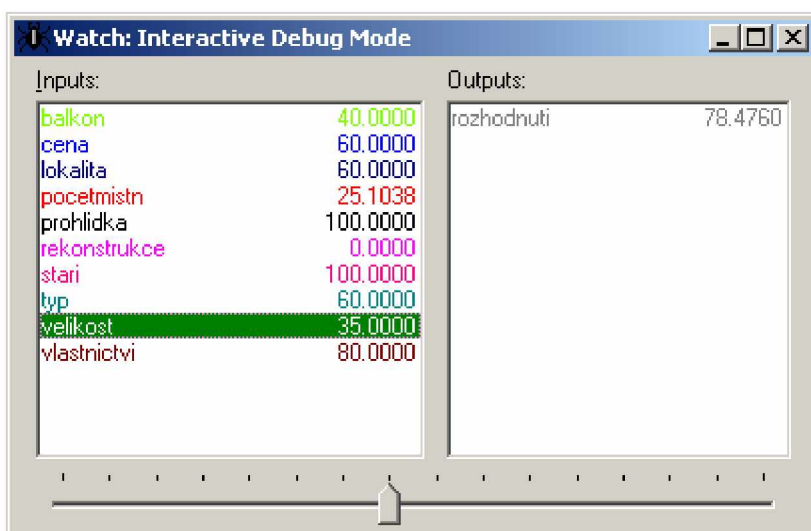 Watch: Interactive Debug Mode
Inputs:
balkon 40.0000
cena 60.0000
lokalita 60.0000
pocetmistn 25.1038
prohlidka 100.0000
rekonstrukce 0.0000
stari 100.0000
typ 60.0000
velikost 35.0000
vlastnictvi 80.0000
Outputs:
rozhodnuti 78.4760